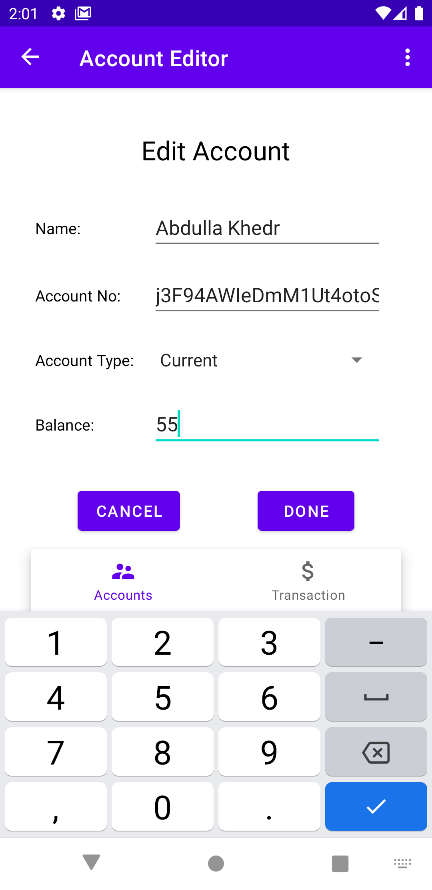 2:01
Account Editor
Edit Account
Name: Abdulla Khedr
Account No: j3F94AWIeDmM1Ut4otoS
Account Type: Current
Balance: 55
CANCEL DONE
Accounts Transaction
1 2 3 –
4 5 6
7 8 9
, 0 .